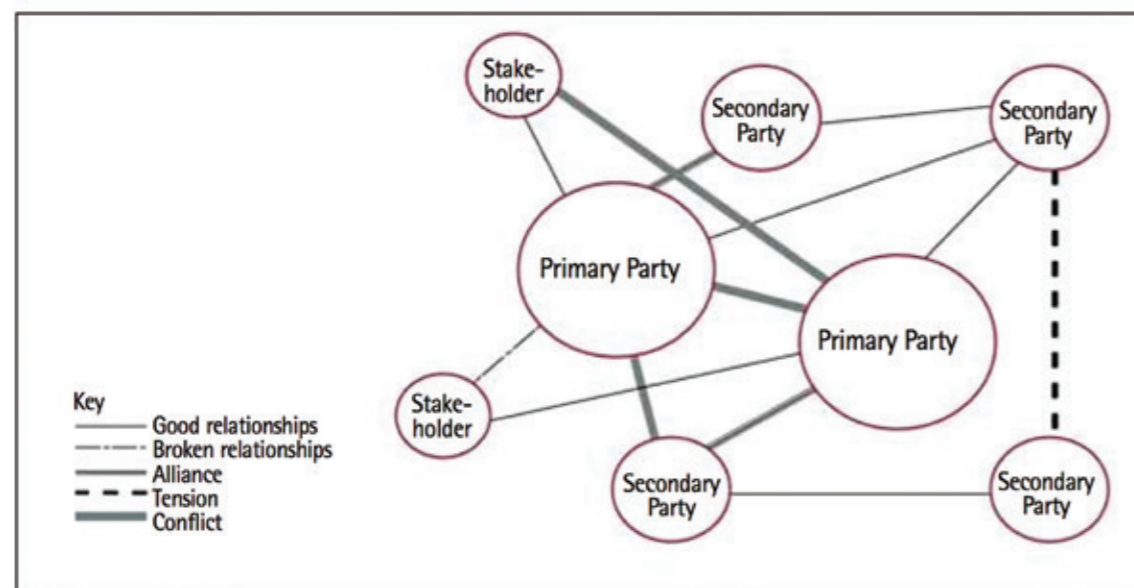 Stake-
holder
Secondary
Party
Secondary
Party
Primary Party
Primary Party
Stake-
holder
Secondary
Party
Secondary
Party
Key
Good relationships
Broken relationships
Alliance
Tension
Conflict